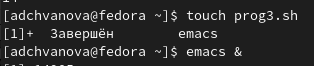 [adchvanova@fedora ~]$ touch prog3.sh
[1]+  Завершён        emacs
[adchvanova@fedora ~]$ emacs &